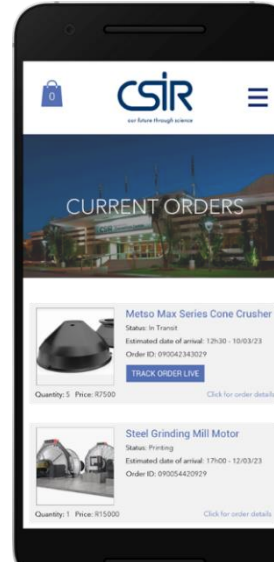 0
CSIR
our future through science
CURRENT ORDERS
Metso Max Series Cone Crusher
Status: In Transit
Estimated date of arrival: 12h30 - 10/03/23
Order ID: 090042343029
TRACK ORDER LIVE
Quantity: 5 Price: R7500
Click for order details
Steel Grinding Mill Motor
Status: Printing
Estimated date of arrival: 17h00 - 12/03/23
Order ID: 090054420929
Quantity: 1 Price: R15000
Click for order details